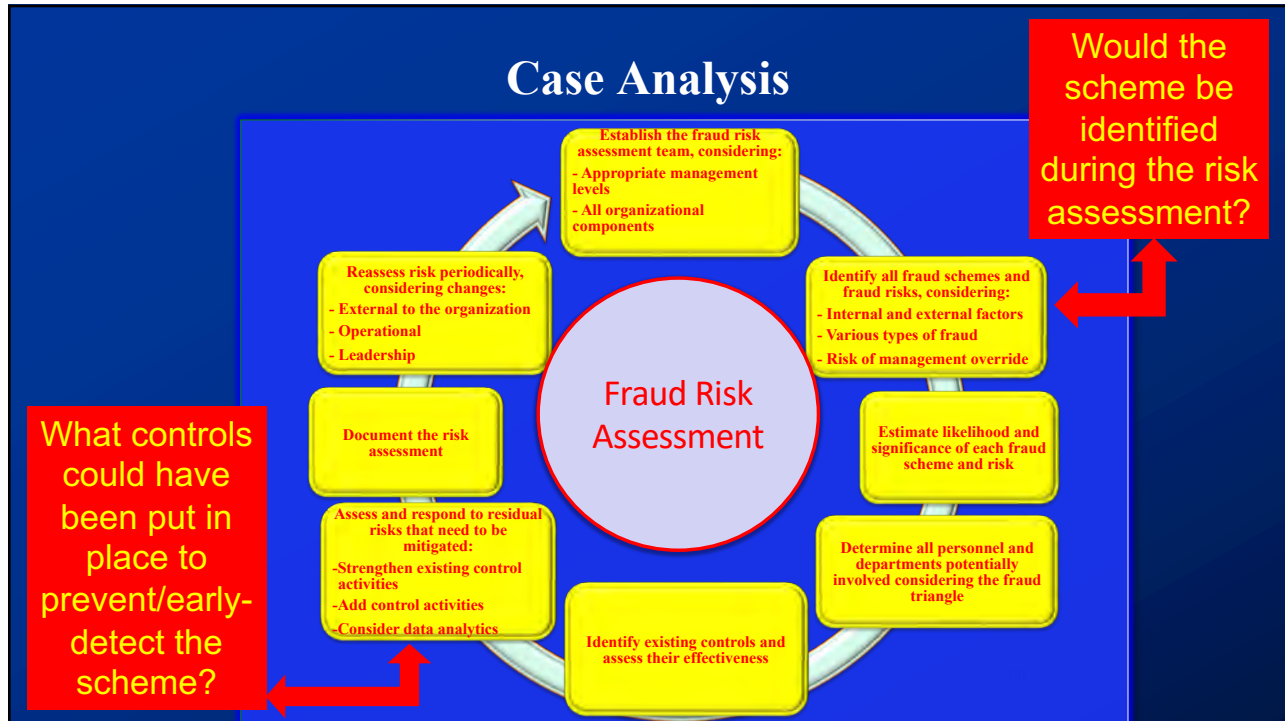 Case Analysis
Would the
scheme be
identified
during the risk
assessment?
Establish the fraud risk
assessment team, considering:
- Appropriate management
levels
- All organizational
components
Identify all fraud schemes and
fraud risks, considering:
- Internal and external factors
- Various types of fraud
- Risk of management override
Estimate likelihood and
significance of each fraud
scheme and risk
Determine all personnel and
departments potentially
involved considering the fraud
triangle
Identify existing controls and
assess their effectiveness
Assess and respond to residual
risks that need to be
mitigated:
-Strengthen existing control
activities
-Add control activities
-Consider data analytics
Document the risk
assessment
Reassess risk periodically,
considering changes:
- External to the organization
- Operational
- Leadership
Fraud Risk
Assessment
What controls
could have
been put in
place to
prevent/early-
detect the
scheme?